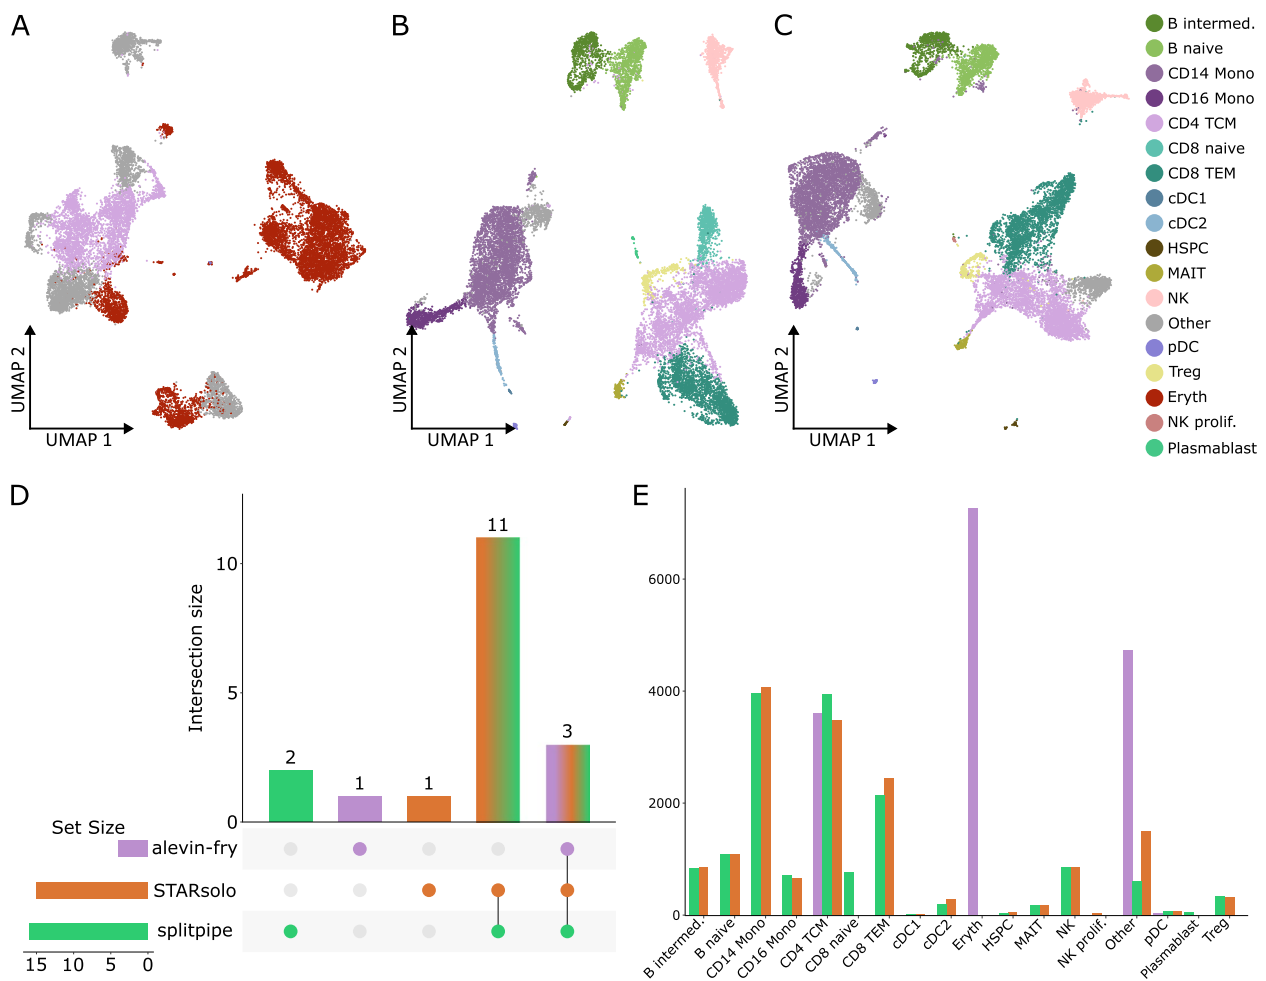 A
B
C
B intermed.
B naive
CD14 Mono
CD16 Mono
CD4 TCM
CD8 naive
CD8 TEM
cDC1
cDC2
HSPC
MAIT
NK
Other
pDC
Treg
Eryth
NK prolif.
Plasmablast
UMAP 2
UMAP 1
UMAP 2
UMAP 1
UMAP 2
UMAP 1
D
Intersection size
10
5
0
2
1
1
11
3
Set Size
alevin-fry
STARsolo
splitpipe
15 10 5 0
E
6000
4000
2000
0
B intermed.
B naive
CD14 Mono
CD16 Mono
CD4 TCM
CD8 naive
CD8 TEM
cDC1
cDC2
Eryth
HSPC
MAIT
NK
NK prolif.
Other
pDC
Plasmablast
Treg